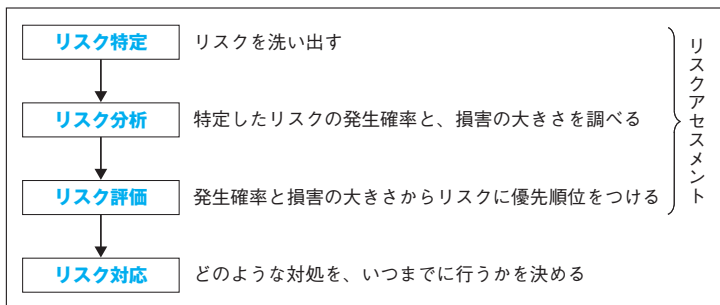 リスク特定 リスクを洗い出す
リスク分析 特定したリスクの発生確率と、損害の大きさを調べる
リスク評価 発生確率と損害の大きさからリスクに優先順位をつける
リスク対応 どのような対処を、いつまでに行うかを決める
リスクアセスメント